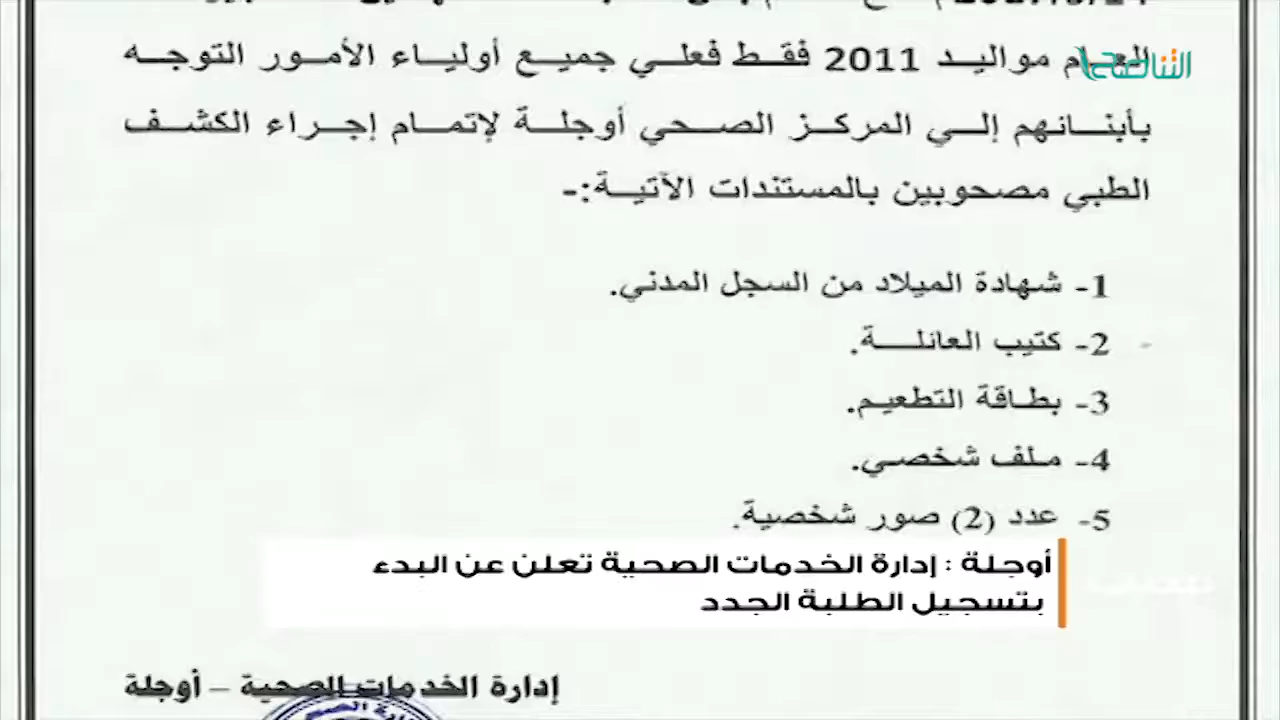 العام مواليد 2011 فقط فعلي جميع أولياء الأمور التوجه
بأبنائهم إلي المركز الصحي أوجلة لإتمام إجراء الكشف
الطبي مصحوبين بالمستندات الآتية:-
1- شهادة الميلاد من السجل المدني.
2- كتيب العائلة.
3- بطاقة التطعيم.
4- ملف شخصي.
5- عدد (2) صور شخصية.
أوجلة : إدارة الخدمات الصحية تعلن عن البدء
بتسجيل الطلبة الجدد
إدارة الخدمات الصحية – أوجلة